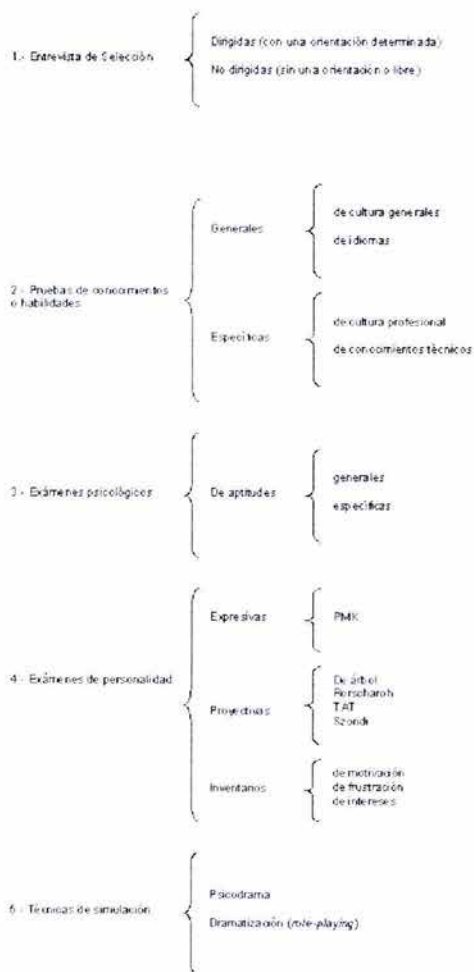 1.- Entrevista de Selección
Dirigidas (con una orientación determinada)
No dirigidas (sin una orientación o libre)
2 - Pruebas de conocimientos
o habilidades
Generales
de cultura generales
de idiomas
Específicas
de cultura profesional
de conocimientos técnicos
3 - Exámenes psicológicos
De aptitudes
generales
específicas
4 - Exámenes de personalidad
Expresivas
PMK
Proyectivas
De árbol
Rorscharch
TAT
Szondi
Inventarios
de motivación
de frustración
de intereses
5 - Técnicas de simulación
Psicodrama
Dramatización (role-playing)